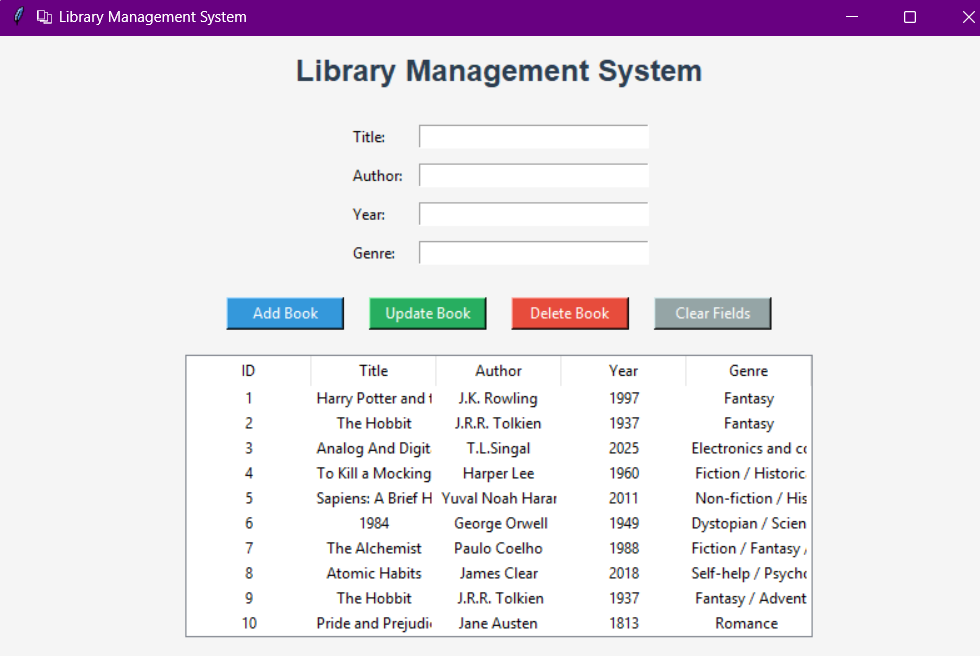 Library Management System
Library Management System
Title:
Author:
Year:
Genre:
Add Book Update Book Delete Book Clear Fields
ID Title Author Year Genre
1 Harry Potter and t J.K. Rowling 1997 Fantasy
2 The Hobbit J.R.R. Tolkien 1937 Fantasy
3 Analog And Digit T.L.Singal 2025 Electronics and co
4 To Kill a Mocking Harper Lee 1960 Fiction / Historic
5 Sapiens: A Brief H Yuval Noah Harar 2011 Non-fiction / His
6 1984 George Orwell 1949 Dystopian / Scien
7 The Alchemist Paulo Coelho 1988 Fiction / Fantasy /
8 Atomic Habits James Clear 2018 Self-help / Psycho
9 The Hobbit J.R.R. Tolkien 1937 Fantasy / Advent
10 Pride and Prejudi Jane Austen 1813 Romance